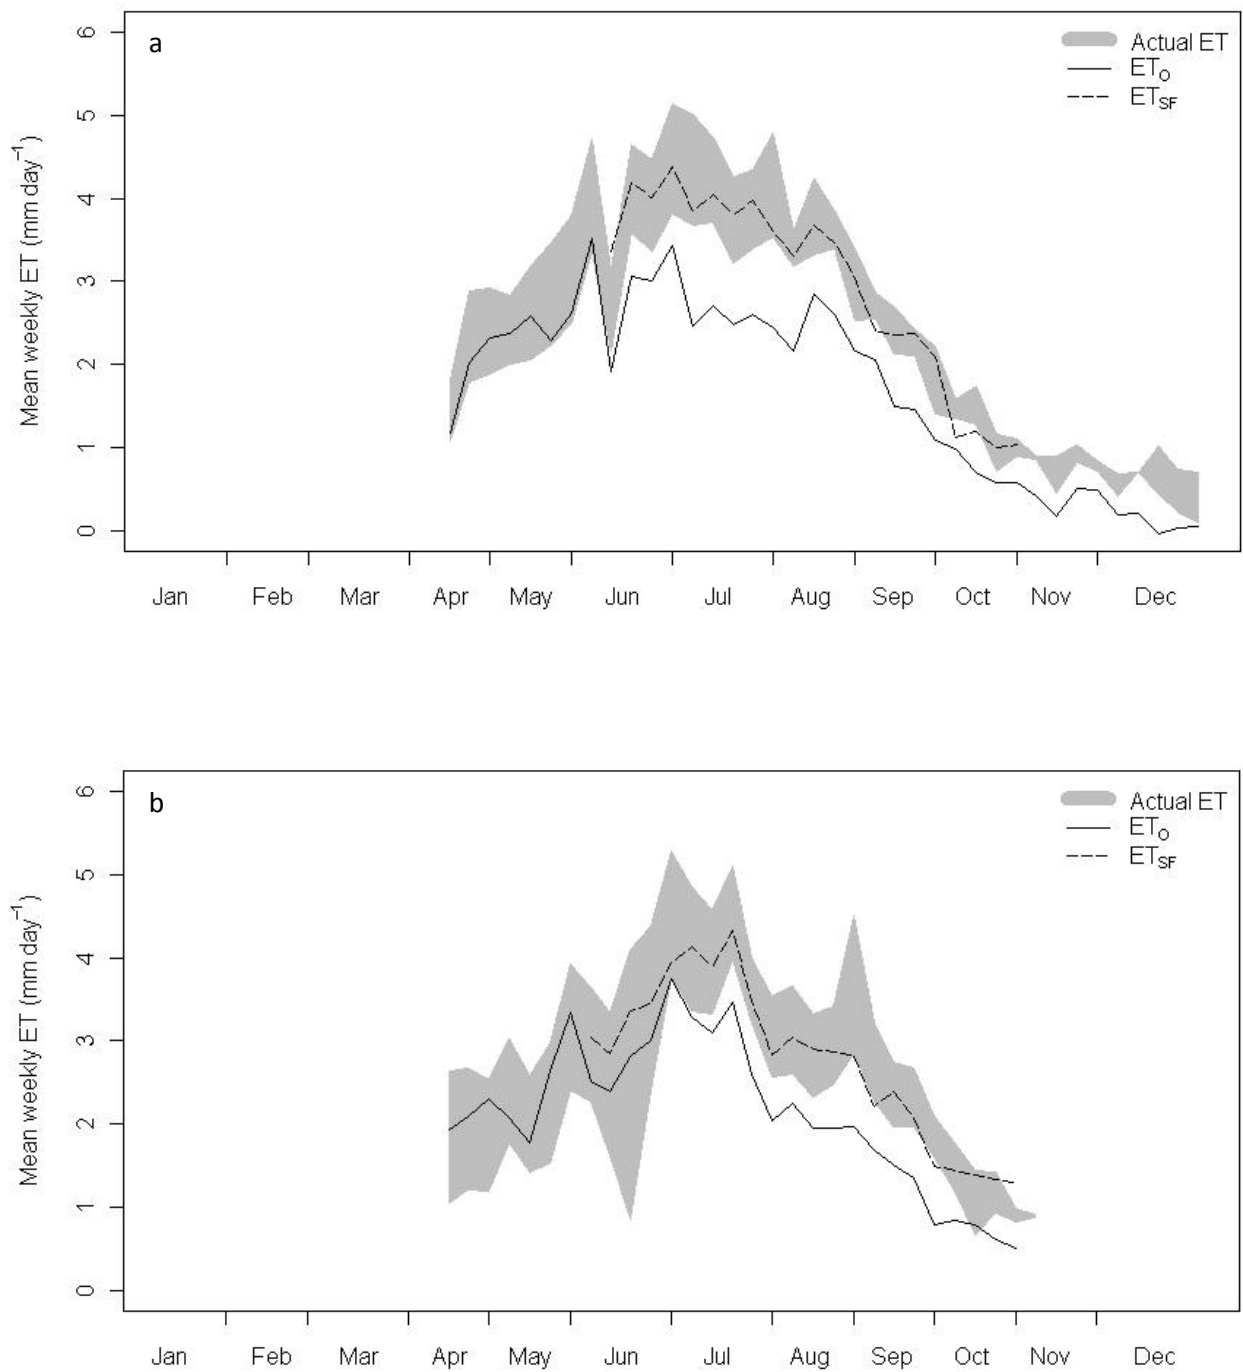 a
Actual ET
ETO
ETSF
Mean weekly ET (mm day−1)
6
5
4
3
2
1
0
Jan Feb Mar Apr May Jun Jul Aug Sep Oct Nov Dec
b
Actual ET
ETO
ETSF
Mean weekly ET (mm day−1)
6
5
4
3
2
1
0
Jan Feb Mar Apr May Jun Jul Aug Sep Oct Nov Dec